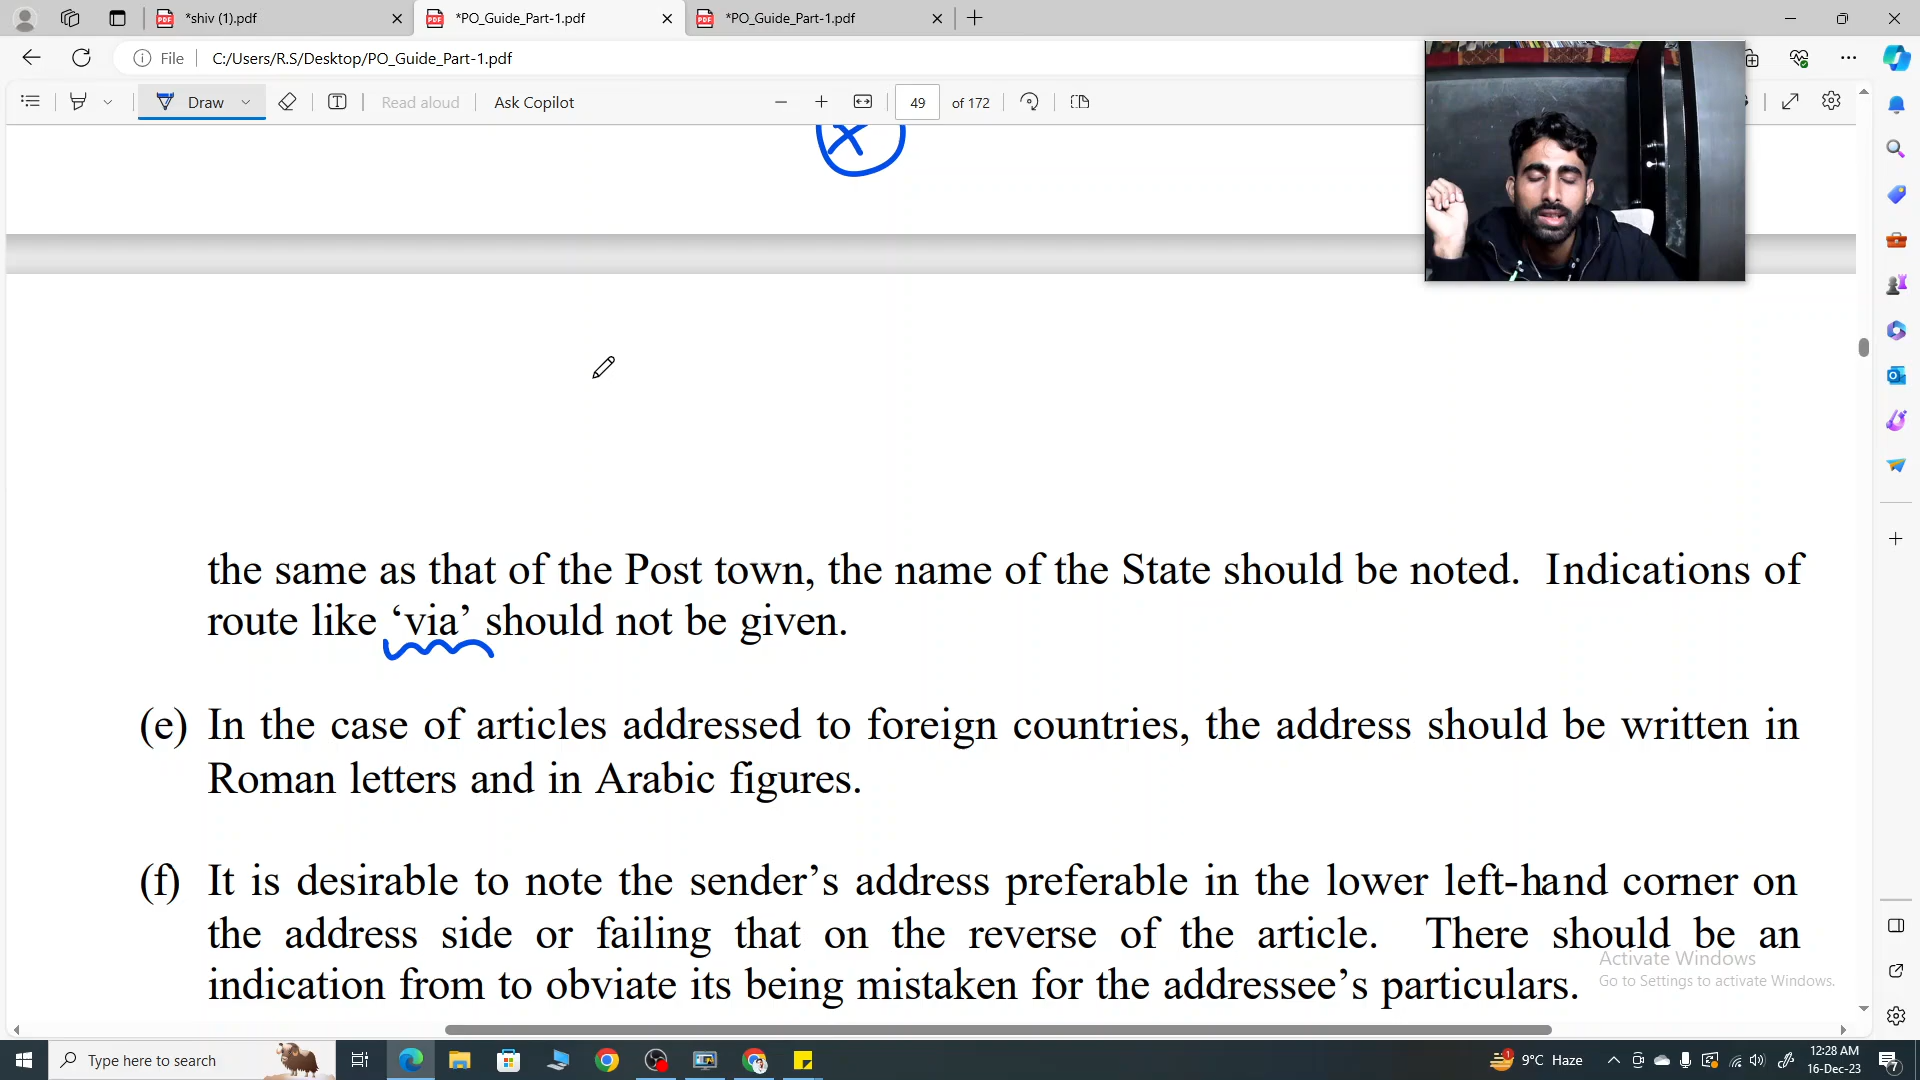 *shiv (1).pdf
*PO_Guide_Part-1.pdf
*PO_Guide_Part-1.pdf
File
C:/Users/R.S/Desktop/PO_Guide_Part-1.pdf
Draw
Read aloud
Ask Copilot
49
of 172
the same as that of the Post town, the name of the State should be noted. Indications of
route like ‘via’ should not be given.
(e) In the case of articles addressed to foreign countries, the address should be written in
Roman letters and in Arabic figures.
(f) It is desirable to note the sender’s address preferable in the lower left-hand corner on
the address side or failing that on the reverse of the article. There should be an
indication from to obviate its being mistaken for the addressee’s particulars.
Activate Windows
Go to Settings to activate Windows.
Type here to search
9°C Haze
12:28 AM
16-Dec-23